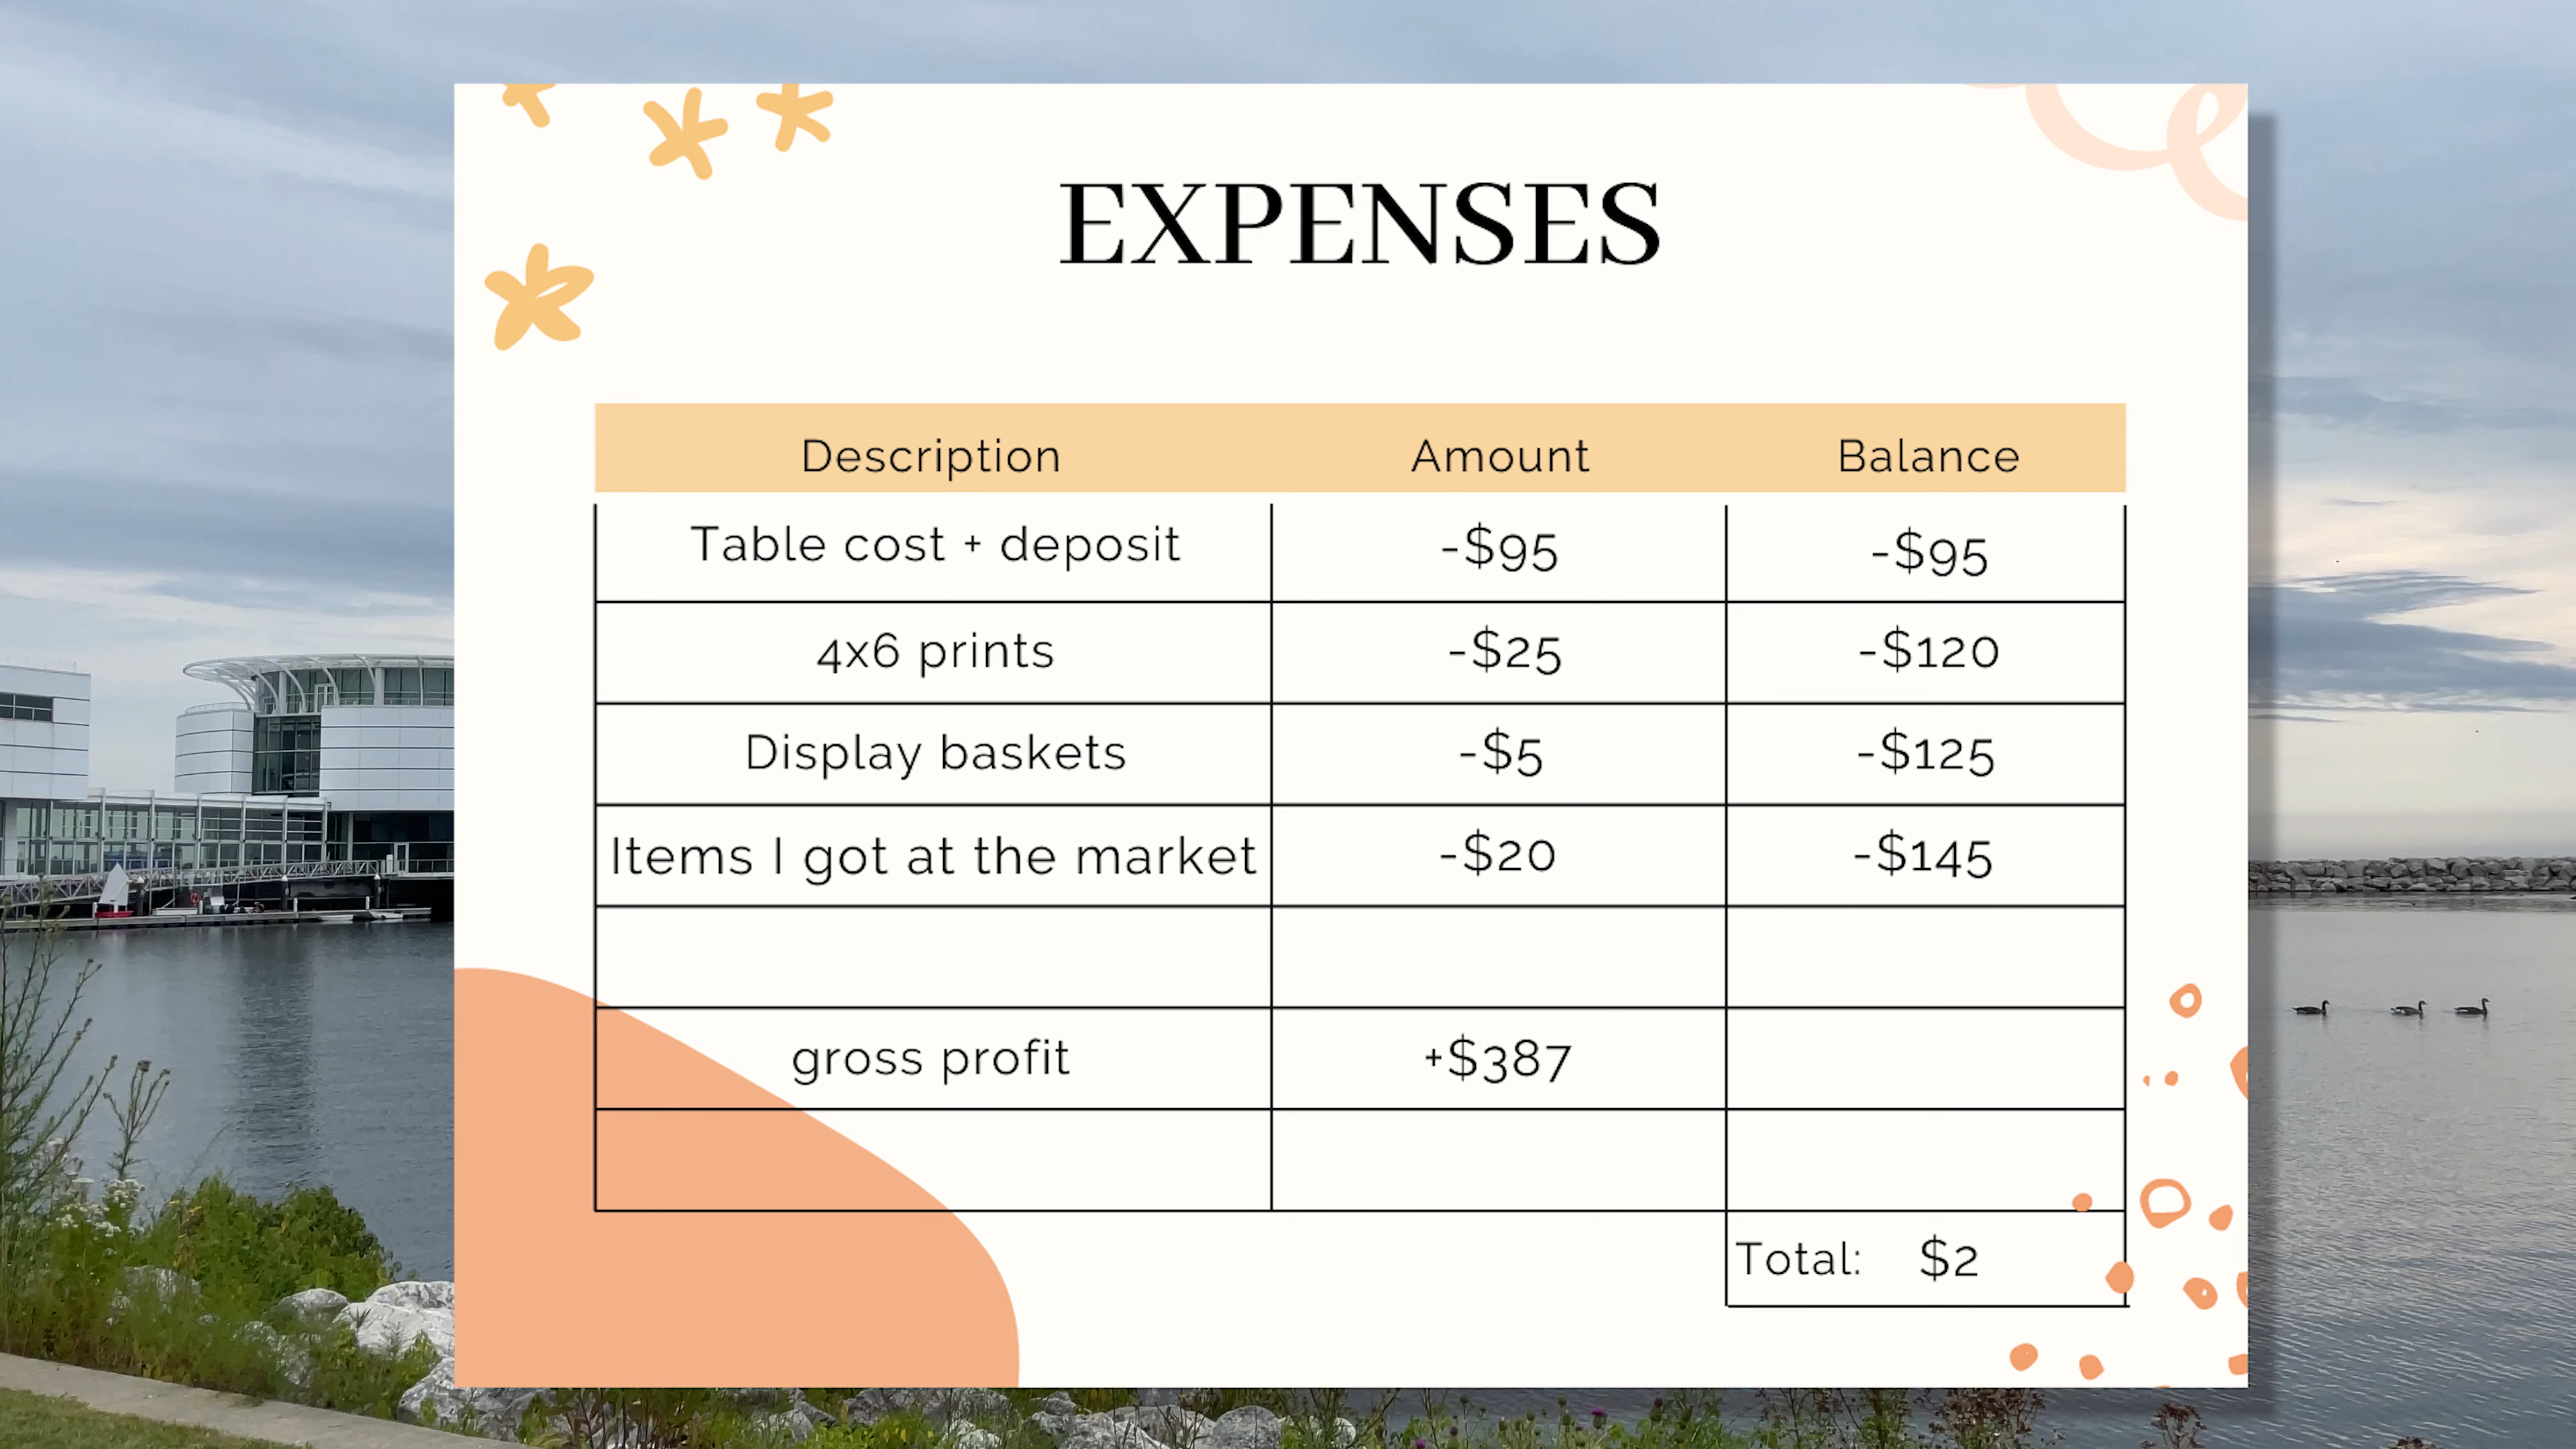 EXPENSES
Description Amount Balance
Table cost + deposit -$95 -$95
4x6 prints -$25 -$120
Display baskets -$5 -$125
Items I got at the market -$20 -$145
gross profit +$387
Total: $2